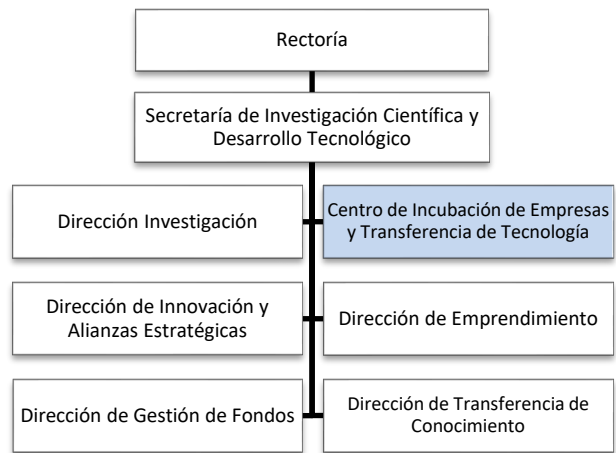 Rectoría
Secretaría de Investigación Científica y
Desarrollo Tecnológico
Dirección Investigación
Centro de Incubación de Empresas
y Transferencia de Tecnología
Dirección de Innovación y
Alianzas Estratégicas
Dirección de Emprendimiento
Dirección de Gestión de Fondos
Dirección de Transferencia de
Conocimiento